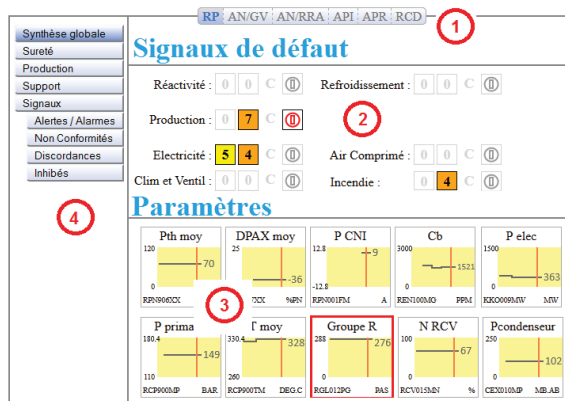 RP AN/GV AN/RRA API APR RCD
1
Synthèse globale
Sureté
Production
Support
Signaux
Alertes / Alarmes
Non Conformités
Discordances
Inhibés
4
Signaux de défaut
Réactivité : 0 0 C Refroidissement : 0 0 C
Production : 0 7 C 2
Electricité : 5 4 C Air Comprimé : 0 0 C
Clim et Ventil : 0 0 C Incendie : 0 4 C
Paramètres
Pth moy DPAX moy P CNI Cb P elec
120 25 12.8 3000 1500
70 -36 9 1521 363
0 -12.8 0 0
RPN906XX XX %PN RPN001FM A REN100MG PPM KKO009MW MW
3
P prima T moy Groupe R N RCV Pcondenseur
180.4 330.4 288 100 250
149 328 276 67 102
110 260 0 0 0
RCP900MP BAR RCP900TM DEG.C RGL012PG PAS RCV015MN % CEX010MP MB.AB